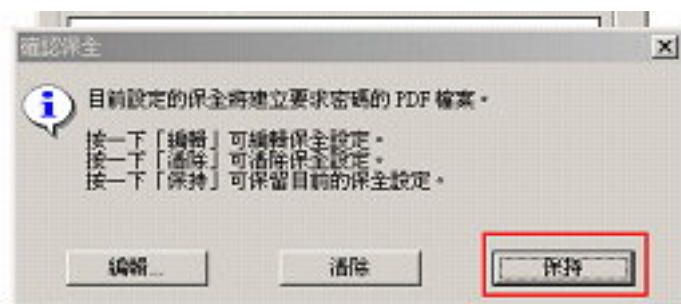 確認保全
目前設定的保全將建立要求密碼的 PDF 檔案。
按一下「編輯」可編輯保全設定。
按一下「清除」可清除保全設定。
按一下「保持」可保留目前的保全設定。
編輯...
清除
保持